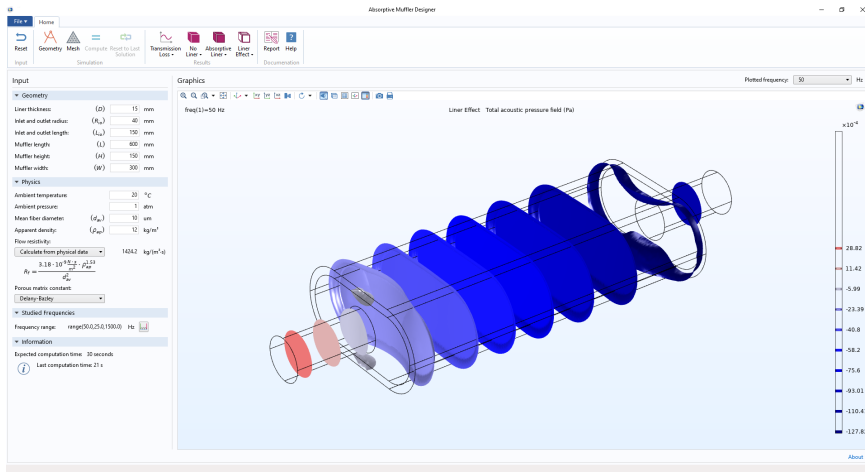 Absorptive Muffler Designer
File ▾ Home
Reset Geometry Mesh Compute Reset to Last Solution Transmission Loss ▾ No Liner ▾ Absorptive Liner ▾ Liner Effect ▾ Report Help
Input Simulation Results Documentation
Input
Geometry
Liner thickness: (D) 15 mm
Inlet and outlet radius: 40 mm
Inlet and outlet length: 150 mm
Muffler length: (L) 600 mm
Muffler height: (H) 150 mm
Muffler width: (W) 300 mm
Physics
Ambient temperature: 20 °C
Ambient pressure: 1 atm
Mean fiber diameter: (d_av) 10 um
Apparent density: (ρ_ap) 12 kg/m³
Flow resistivity:
Calculate from physical data 1424.2 kg/(m³·s)
Porous matrix constant:
Delany-Bazley
Studied Frequencies
Frequency range: range(50.0,25.0,1500.0) Hz
Information
Expected computation time: 30 seconds
Last computation time: 21 s
Graphics
Plotted frequency: 50 Hz
freq(1)=50 Hz Liner Effect Total acoustic pressure field (Pa)
28.82
11.42
-5.99
-23.39
-40.8
-58.2
-75.6
-93.01
-110.4
-127.8
About